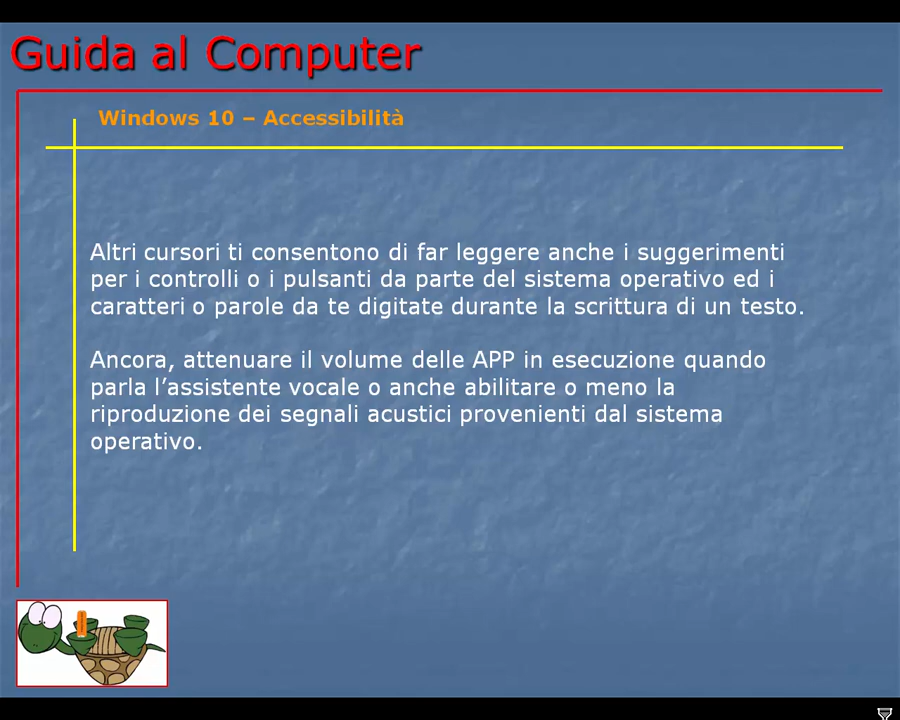 Guida al Computer
Windows 10 – Accessibilità
Altri cursori ti consentono di far leggere anche i suggerimenti
per i controlli o i pulsanti da parte del sistema operativo ed i
caratteri o parole da te digitate durante la scrittura di un testo.
Ancora, attenuare il volume delle APP in esecuzione quando
parla l’assistente vocale o anche abilitare o meno la
riproduzione dei segnali acustici provenienti dal sistema
operativo.